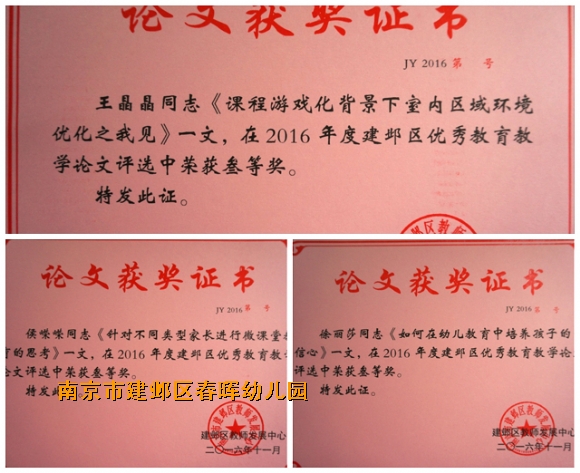 论文获奖证书
JY 2016 第 号
王晶晶同志《课程游戏化背景下室内区域环境
优化之我见》一文，在2016 年度建邺区优秀教育教
学论文评选中荣获叁等奖。
特发此证。
建邺区教师
论文获奖证书
JY 2016 第 号
侯嗪嗪同志《针对不同类型家长进行微课堂
育的思考》一文，在2016 年度建邺区优秀教育教
学论文评选中荣获叁等奖。
特发此证。
建邺区教师发展中心
二〇一六年十一月
论文获奖证书
JY 2016 第 号
徐丽莎同志《如何在幼儿教育中培养孩子的
信心》一文，在2016 年度建邺区优秀教育教学论
文评选中荣获叁等奖。
特发此证。
建邺区教师发展中心
二〇一六年十一月
南京市建邺区春晖幼儿园